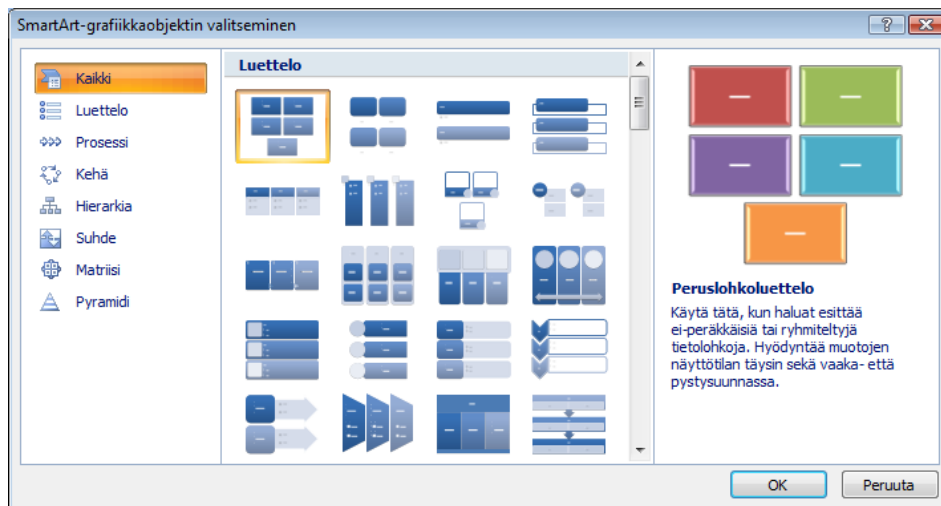 SmartArt-grafiikkaobjektin valitseminen
Kaikki
Luettelo
Prosessi
Kehä
Hierarkia
Suhde
Matriisi
Pyramidi
Luettelo
Peruslohkoluettelo
Käytä tätä, kun haluat esittää
ei-peräkkäisiä tai ryhmiteltyjä
tietolohkoja. Hyödyntää muotojen
näyttötilan täysin sekä vaaka- että
pystysuunnassa.
OK
Peruuta